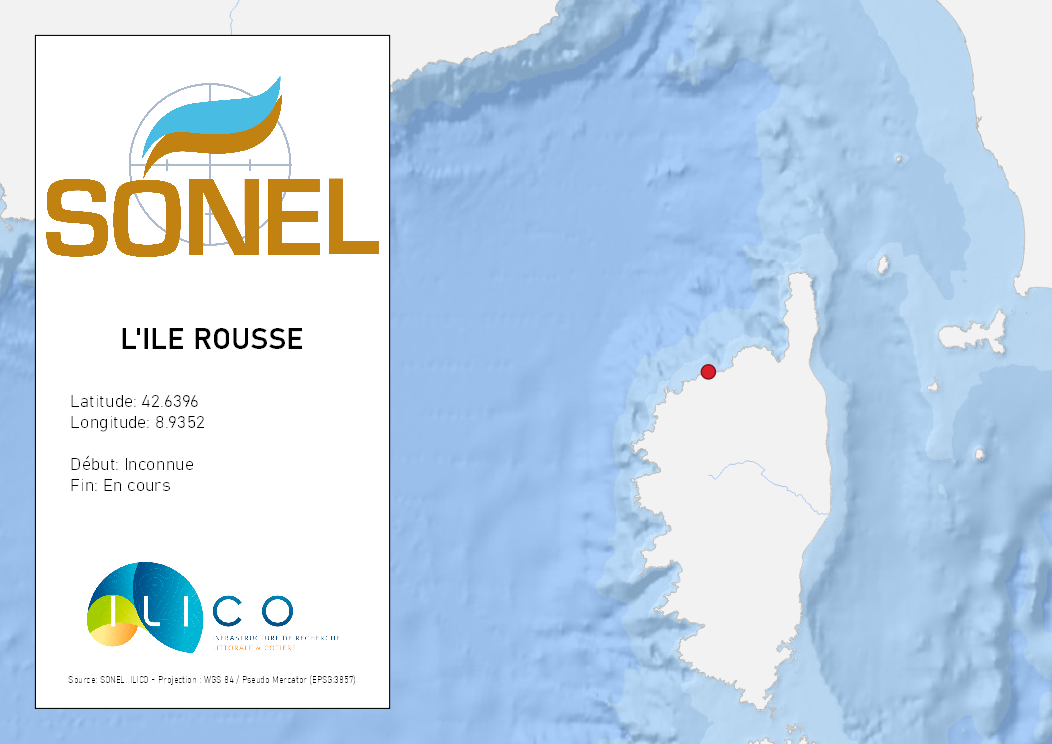 SONEL
L'ILE ROUSSE
Latitude: 42.6396
Longitude: 8.9352
Début: Inconnue
Fin: En cours
ILICO
INFRASTRUCTURE DE RECHERCHE
LITTORALE & COTIERE
Source: SONEL, ILICO - Projection : WGS 84 / Pseudo Mercator (EPSG:3857)